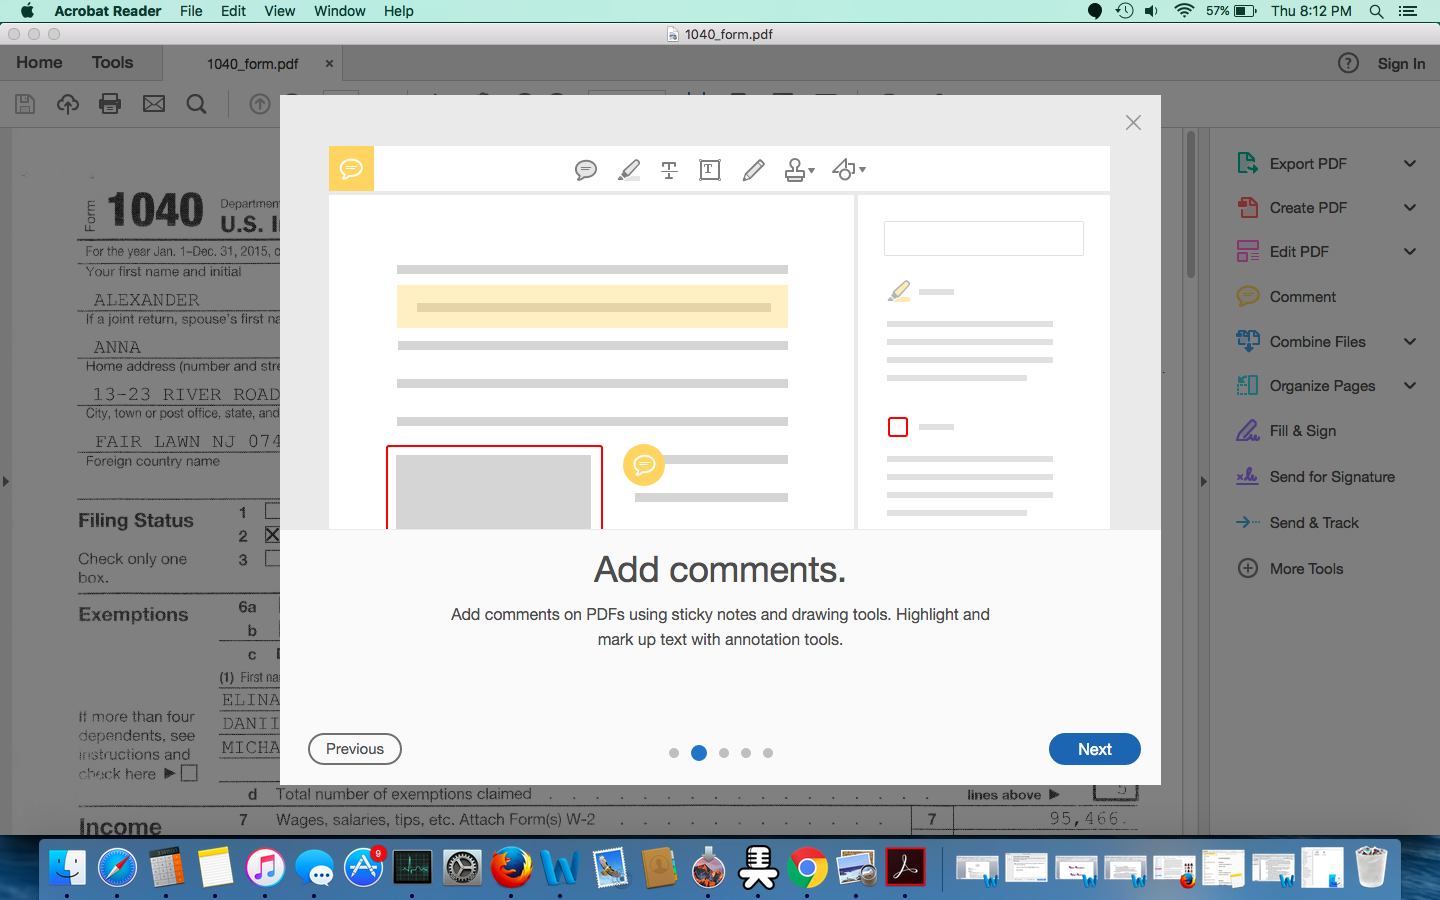 Acrobat Reader File Edit View Window Help 57% Thu 8:12 PM
1040_form.pdf
Home Tools 1040_form.pdf × ? Sign In
Form 1040 Departmen
U.S. I
For the year Jan. 1–Dec. 31, 2015, o
Your first name and initial
ALEXANDER
If a joint return, spouse's first na
ANNA
Home address (number and stre
13-23 RIVER ROAD
City, town or post office, state, and
FAIR LAWN NJ 074
Foreign country name
Filing Status 1
2
Check only one 3
box.
Exemptions 6a
b
c
(1) First na
ELINA
DANII
If more than four
dependents, see
MICHA
instructions and
check here ▶
d Total number of exemptions claimed lines above ▶ 5
Income 7 Wages, salaries, tips, etc. Attach Form(s) W-2 7 95,466.
Add comments.
Add comments on PDFs using sticky notes and drawing tools. Highlight and
mark up text with annotation tools.
Previous Next
Export PDF
Create PDF
Edit PDF
Comment
Combine Files
Organize Pages
Fill & Sign
Send for Signature
Send & Track
More Tools
9